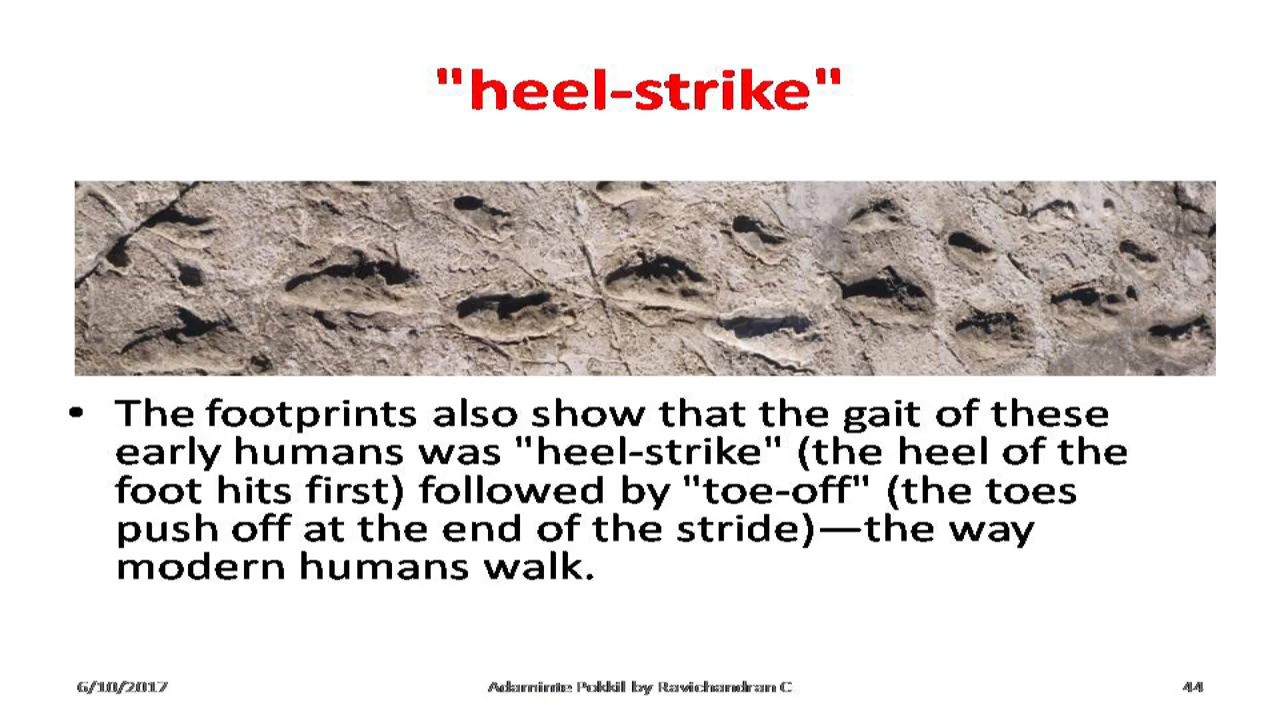 "heel-strike"
• The footprints also show that the gait of these
early humans was "heel-strike" (the heel of the
foot hits first) followed by "toe-off" (the toes
push off at the end of the stride)—the way
modern humans walk.
6/10/2017 Adaminte Pokkil by Ravichandran C 44